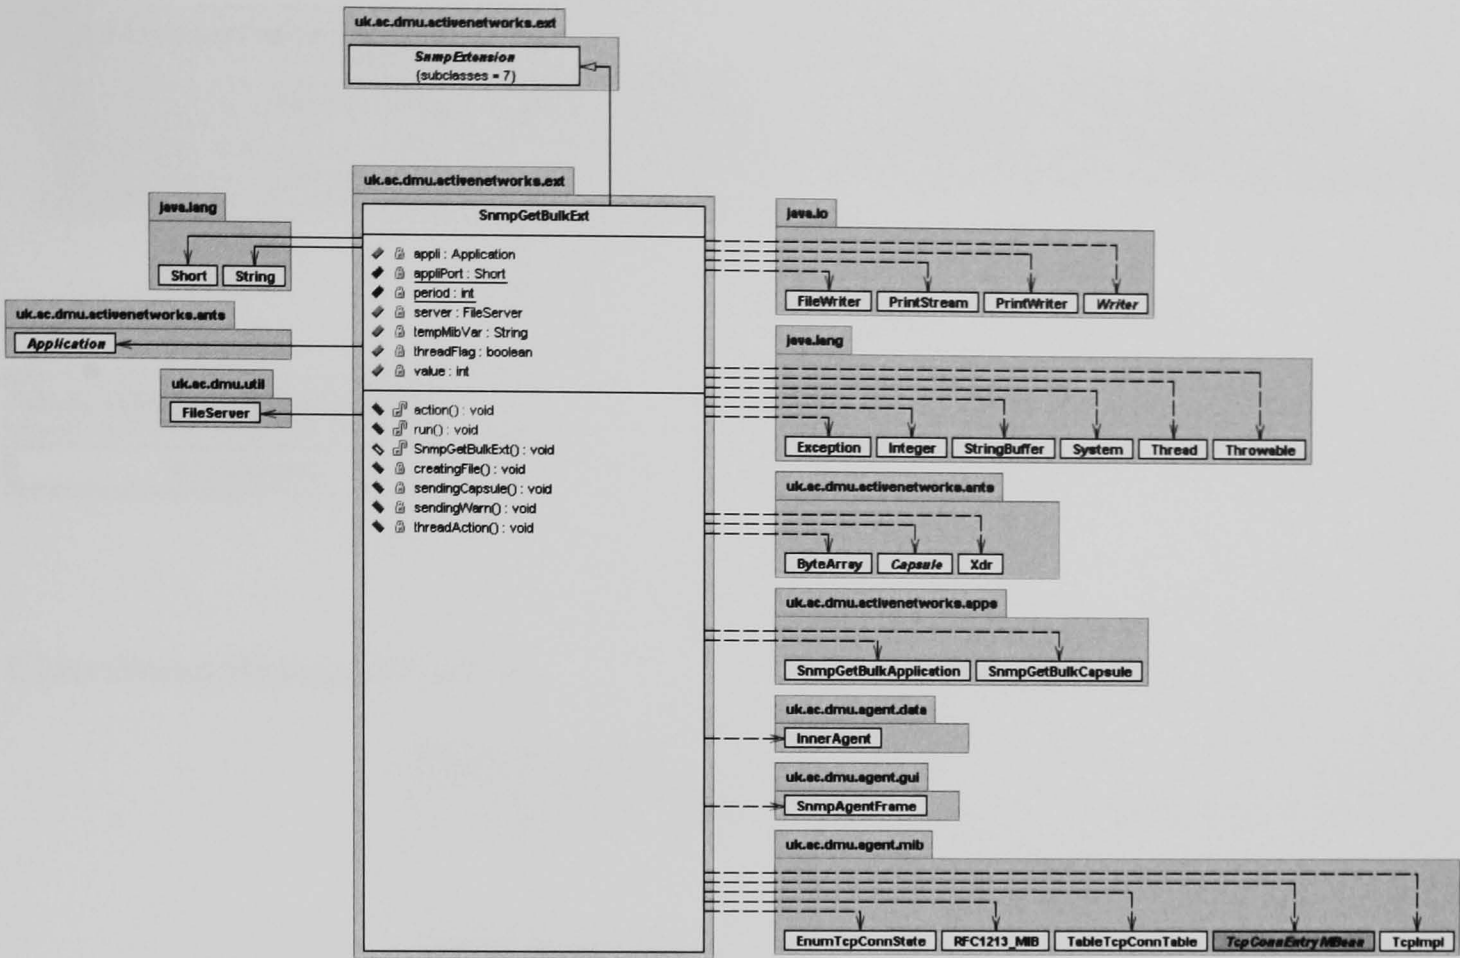 uk.ac.dmu.activenetworks.ext
SnmpExtension
{subclasses = 7}
uk.ac.dmu.activenetworks.ext
SnmpGetBulkExt
appli : Application
appliPort : Short
period : int
server : FileServer
tempMibVar : String
threadFlag : boolean
value : int
action() : void
run() : void
SnmpGetBulkExt() : void
creatingFile() : void
sendingCapsule() : void
sendingWarn() : void
threadAction() : void
java.lang
Short String
uk.ac.dmu.activenetworks.ants
Application
uk.ac.dmu.util
FileServer
java.io
FileWriter PrintStream PrintWriter Writer
java.lang
Exception Integer StringBuffer System Thread Throwable
uk.ac.dmu.activenetworks.ants
ByteArray Capsule Xdr
uk.ac.dmu.activenetworks.apps
SnmpGetBulkApplication SnmpGetBulkCapsule
uk.ac.dmu.agent.data
InnerAgent
uk.ac.dmu.agent.gui
SnmpAgentFrame
uk.ac.dmu.agent.mib
EnumTcpConnState RFC1213_MIB TableTcpConnTable TcpConnEntryMBean TcpImpl